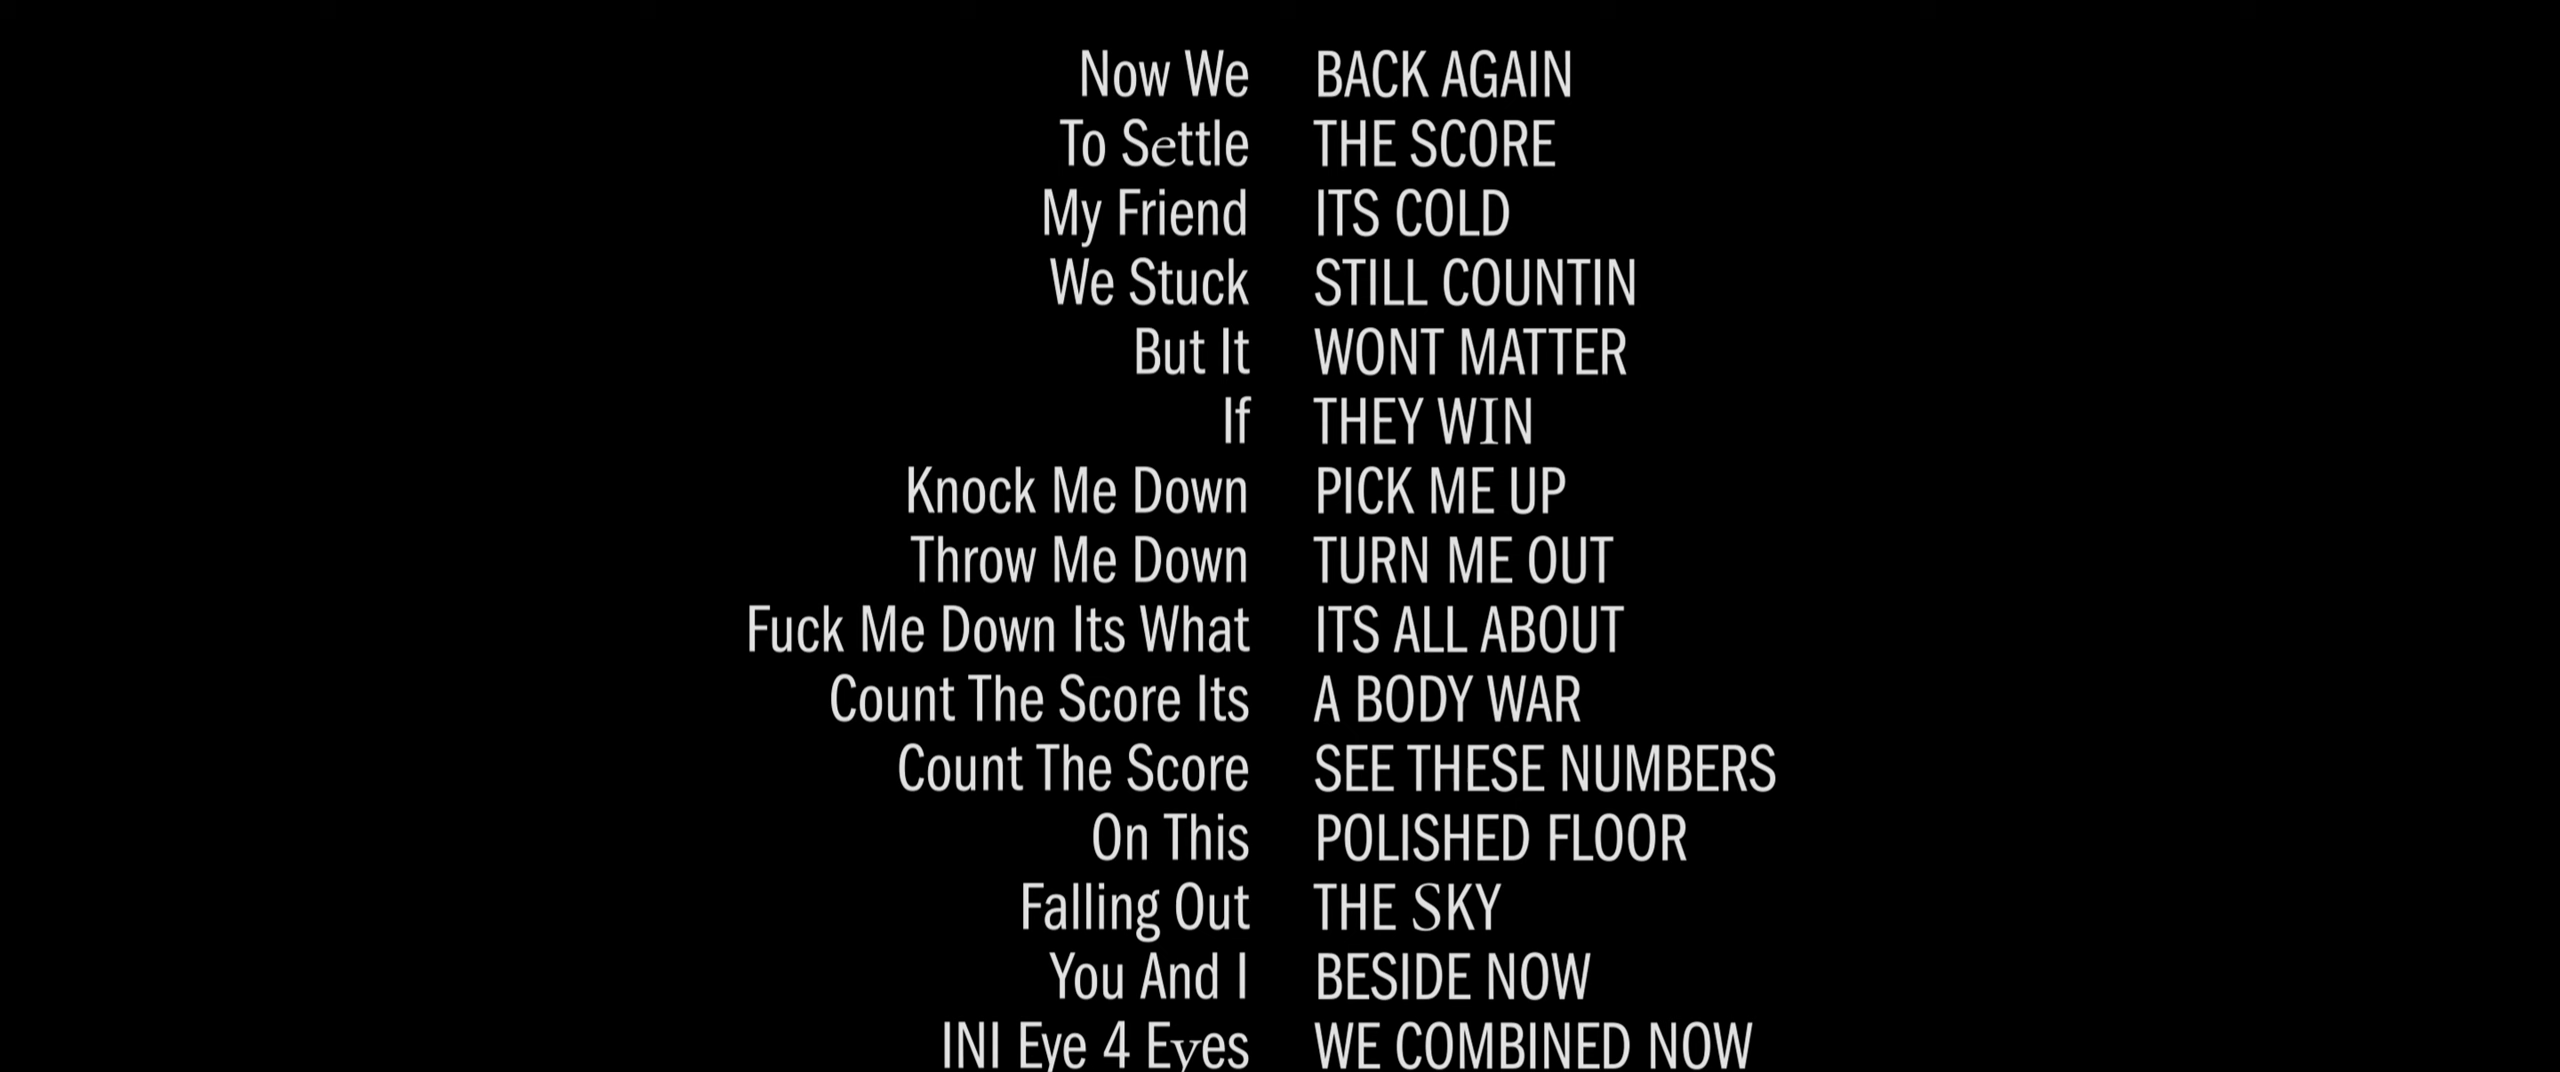 Now We BACK AGAIN
To Settle THE SCORE
My Friend ITS COLD
We Stuck STILL COUNTIN
But It WONT MATTER
If THEY WIN
Knock Me Down PICK ME UP
Throw Me Down TURN ME OUT
Fuck Me Down Its What ITS ALL ABOUT
Count The Score Its A BODY WAR
Count The Score SEE THESE NUMBERS
On This POLISHED FLOOR
Falling Out THE SKY
You And I BESIDE NOW
INI Eye 4 Eyes WE COMBINED NOW